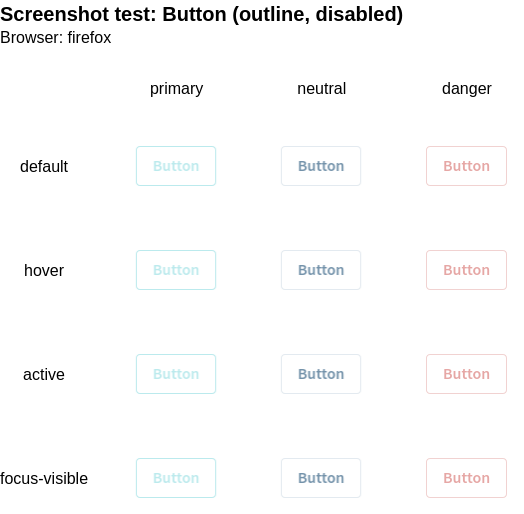 Screenshot test: Button (outline, disabled)
Browser: firefox
primary neutral danger
default Button Button Button
hover Button Button Button
active Button Button Button
focus-visible Button Button Button